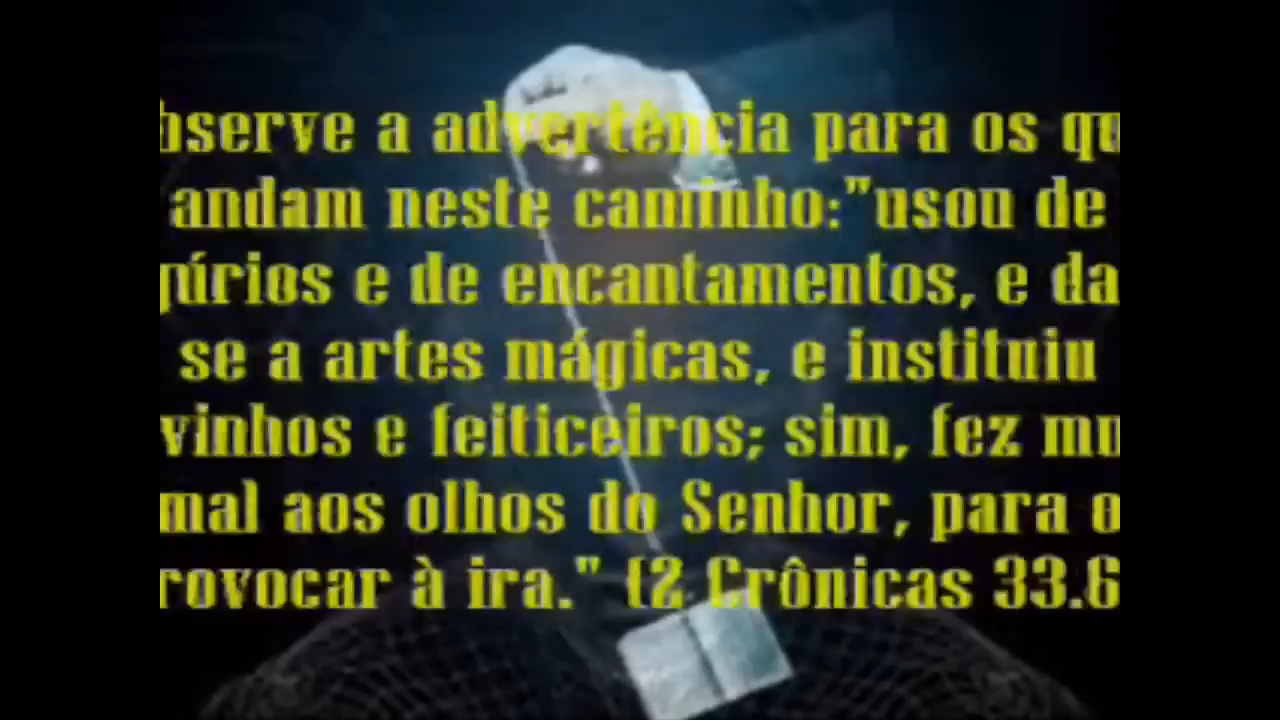 bserve a advertência para os qu
andam neste caminho:"usou de
gúrios e de encantamentos, e da
se a artes mágicas, e instituiu
vinhos e feiticeiros; sim, fez mu
mal aos olhos do Senhor, para o
rovocar à ira." (2 Crônicas 33.6